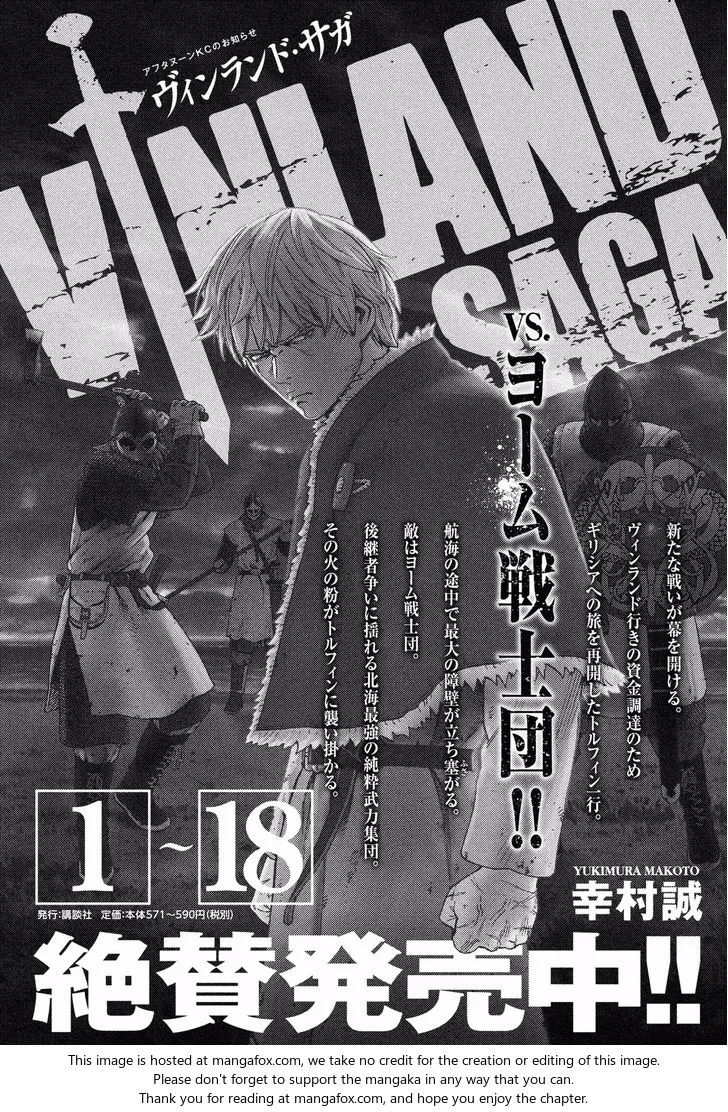 アフタヌーンKCのお知らせ
ヴィンランド・サガ
VINLAND
SAGA
VS.ヨーム戦士団!!
新たな戦いが幕を開ける。
ヴィンランド行きの資金調達のため
ギリシアへの旅を再開したトルフィン一行。
航海の途中で最大の障壁が立ち塞がる。
ふさ
敵はヨーム戦士団。
後継者争いに揺れる北海最強の純粋武力集団。
その火の粉がトルフィンに襲い掛かる。
1~18
発行:講談社 定価:本体571~590円(税別)
YUKIMURA MAKOTO
幸村誠
絶賛発売中!!
This image is hosted at mangafox.com, we take no credit for the creation or editing of this image.
Please don't forget to support the mangaka in any way that you can.
Thank you for reading at mangafox.com, and hope you enjoy the chapter.